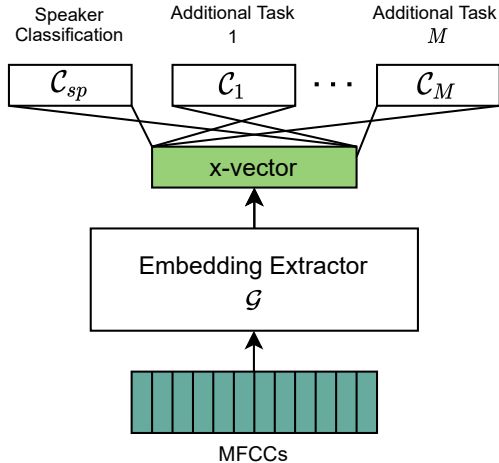 Speaker
Classification
Additional Task
1
Additional Task
M
C_sp
C_1
...
C_M
x-vector
Embedding Extractor
G
MFCCs